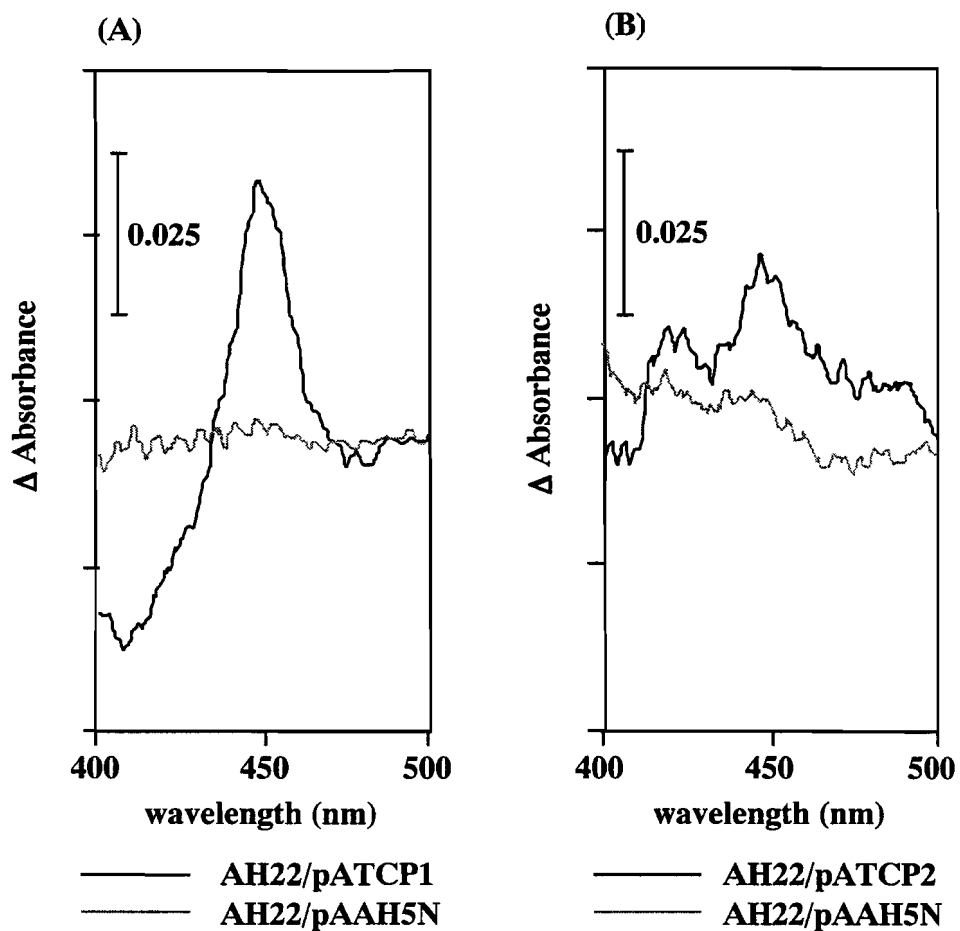 (A)
0.025
Δ Absorbance
400 450 500
wavelength (nm)
AH22/pATCP1
AH22/pAAH5N
(B)
0.025
Δ Absorbance
400 450 500
wavelength (nm)
AH22/pATCP2
AH22/pAAH5N